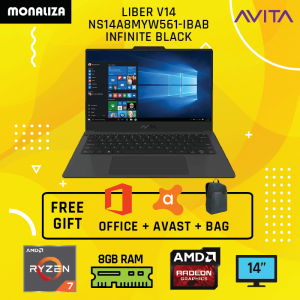 MONALIZA
LIBER V14
NS14A8MYW561-IBAB
INFINITE BLACK
AVITA
FREE
GIFT
OFFICE + AVAST + BAG
AMD
RYZEN
7
8GB RAM
AMD
RADEON
GRAPHICS
14”